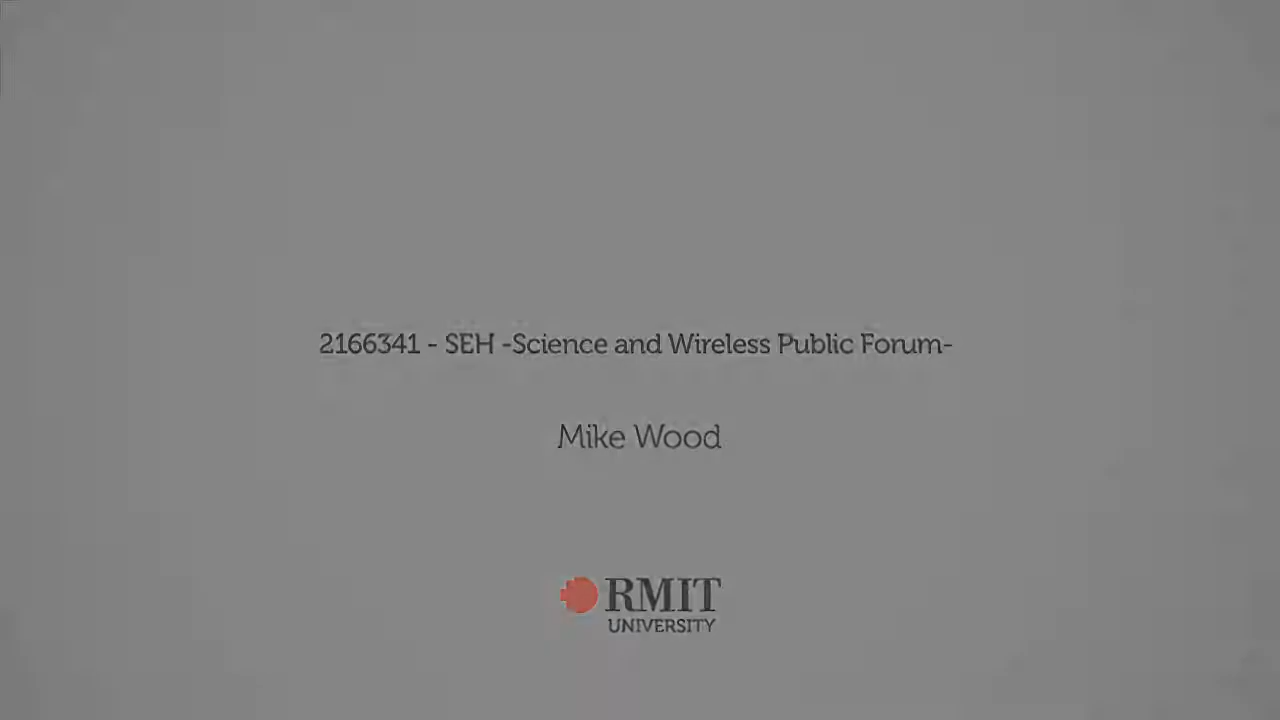 2166341 - SEH -Science and Wireless Public Forum-
Mike Wood
RMIT
UNIVERSITY